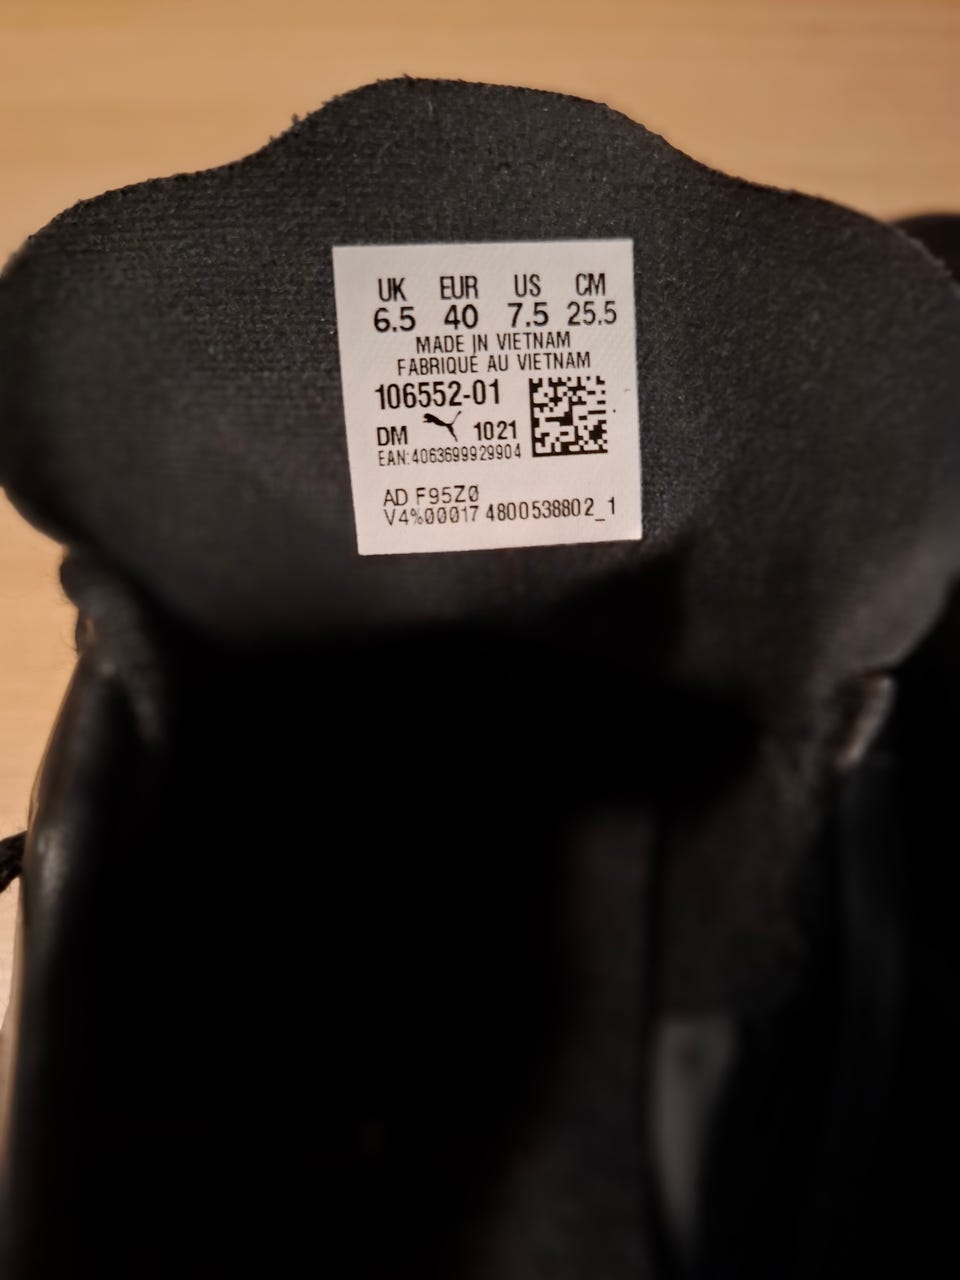 UK EUR US CM
6.5 40 7.5 25.5
MADE IN VIETNAM
FABRIQUÉ AU VIETNAM
106552-01
DM 1021
EAN:4063699929904
AD F95Z0
V4%00017 4800538802_1